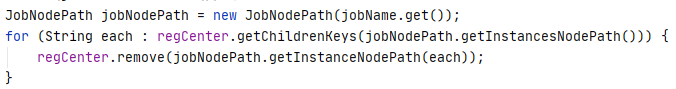 JobNodePath jobNodePath = new JobNodePath(jobName.get());
for (String each : regCenter.getChildrenKeys(jobNodePath.getInstancesNodePath())) {
    regCenter.remove(jobNodePath.getInstanceNodePath(each));
}